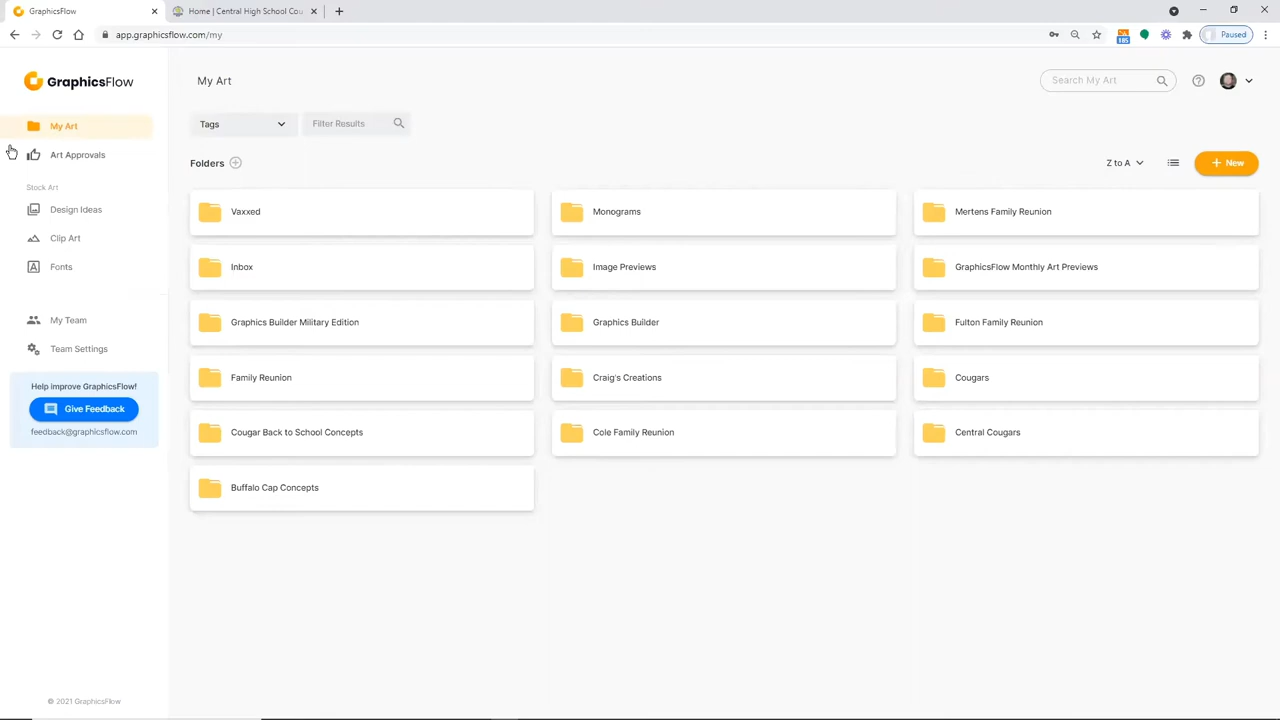 GraphicsFlow
Home | Central High School Cou
app.graphicsflow.com/my
185
Paused
GraphicsFlow
My Art
Search My Art
My Art
Tags
Filter Results
Art Approvals
Folders
Z to A
New
Stock Art
Design Ideas
Clip Art
Fonts
My Team
Team Settings
Help improve GraphicsFlow!
Give Feedback
feedback@graphicsflow.com
Vaxxed
Monograms
Mertens Family Reunion
Inbox
Image Previews
GraphicsFlow Monthly Art Previews
Graphics Builder Military Edition
Graphics Builder
Fulton Family Reunion
Family Reunion
Craig's Creations
Cougars
Cougar Back to School Concepts
Cole Family Reunion
Central Cougars
Buffalo Cap Concepts
© 2021 GraphicsFlow